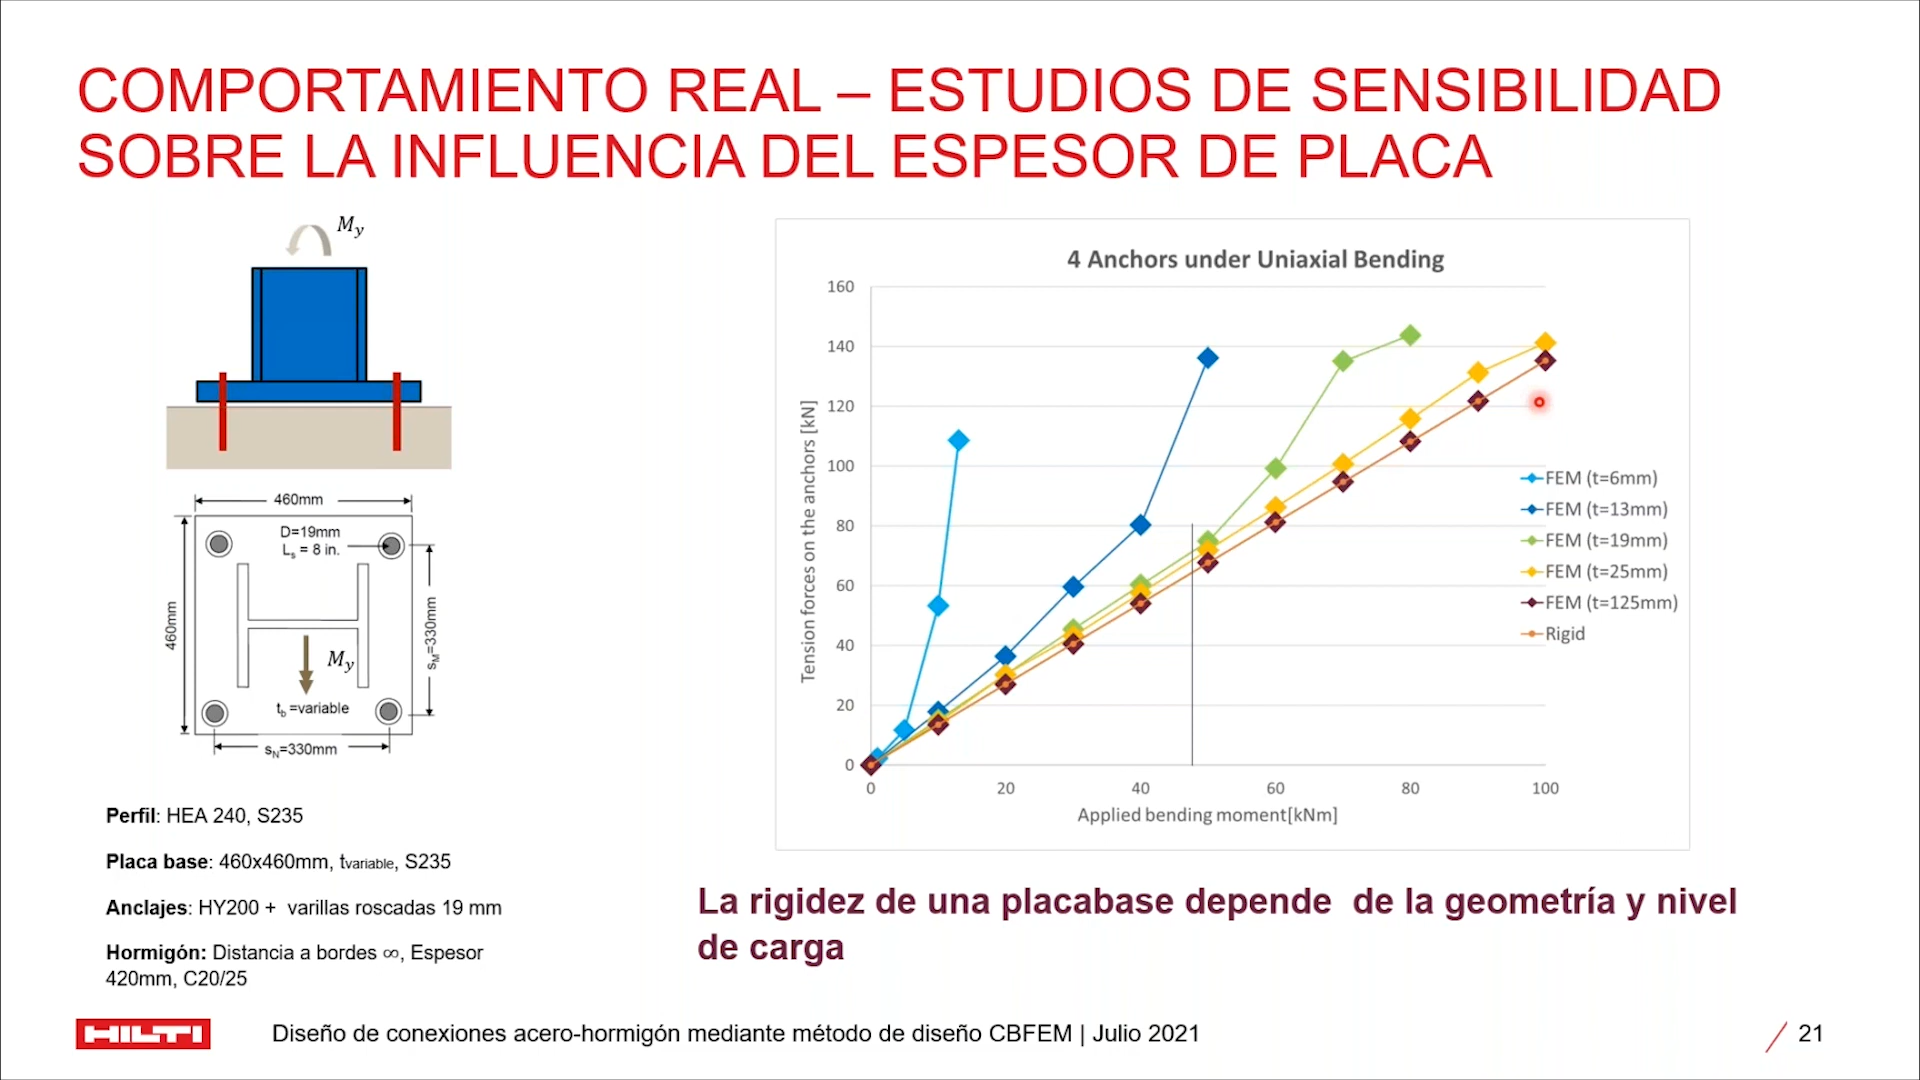 COMPORTAMIENTO REAL – ESTUDIOS DE SENSIBILIDAD
SOBRE LA INFLUENCIA DEL ESPESOR DE PLACA
My
460mm
D=19mm
Ls = 8 in.
460mm
sM=330mm
My
tb =variable
sN=330mm
Perfil: HEA 240, S235
Placa base: 460x460mm, tvariable, S235
Anclajes: HY200 + varillas roscadas 19 mm
Hormigón: Distancia a bordes ∞, Espesor
420mm, C20/25
4 Anchors under Uniaxial Bending
Tension forces on the anchors [kN]
160
140
120
100
80
60
40
20
0
0 20 40 60 80 100
Applied bending moment[kNm]
FEM (t=6mm)
FEM (t=13mm)
FEM (t=19mm)
FEM (t=25mm)
FEM (t=125mm)
Rigid
La rigidez de una placabase depende de la geometría y nivel
de carga
HILTI
Diseño de conexiones acero-hormigón mediante método de diseño CBFEM | Julio 2021
21